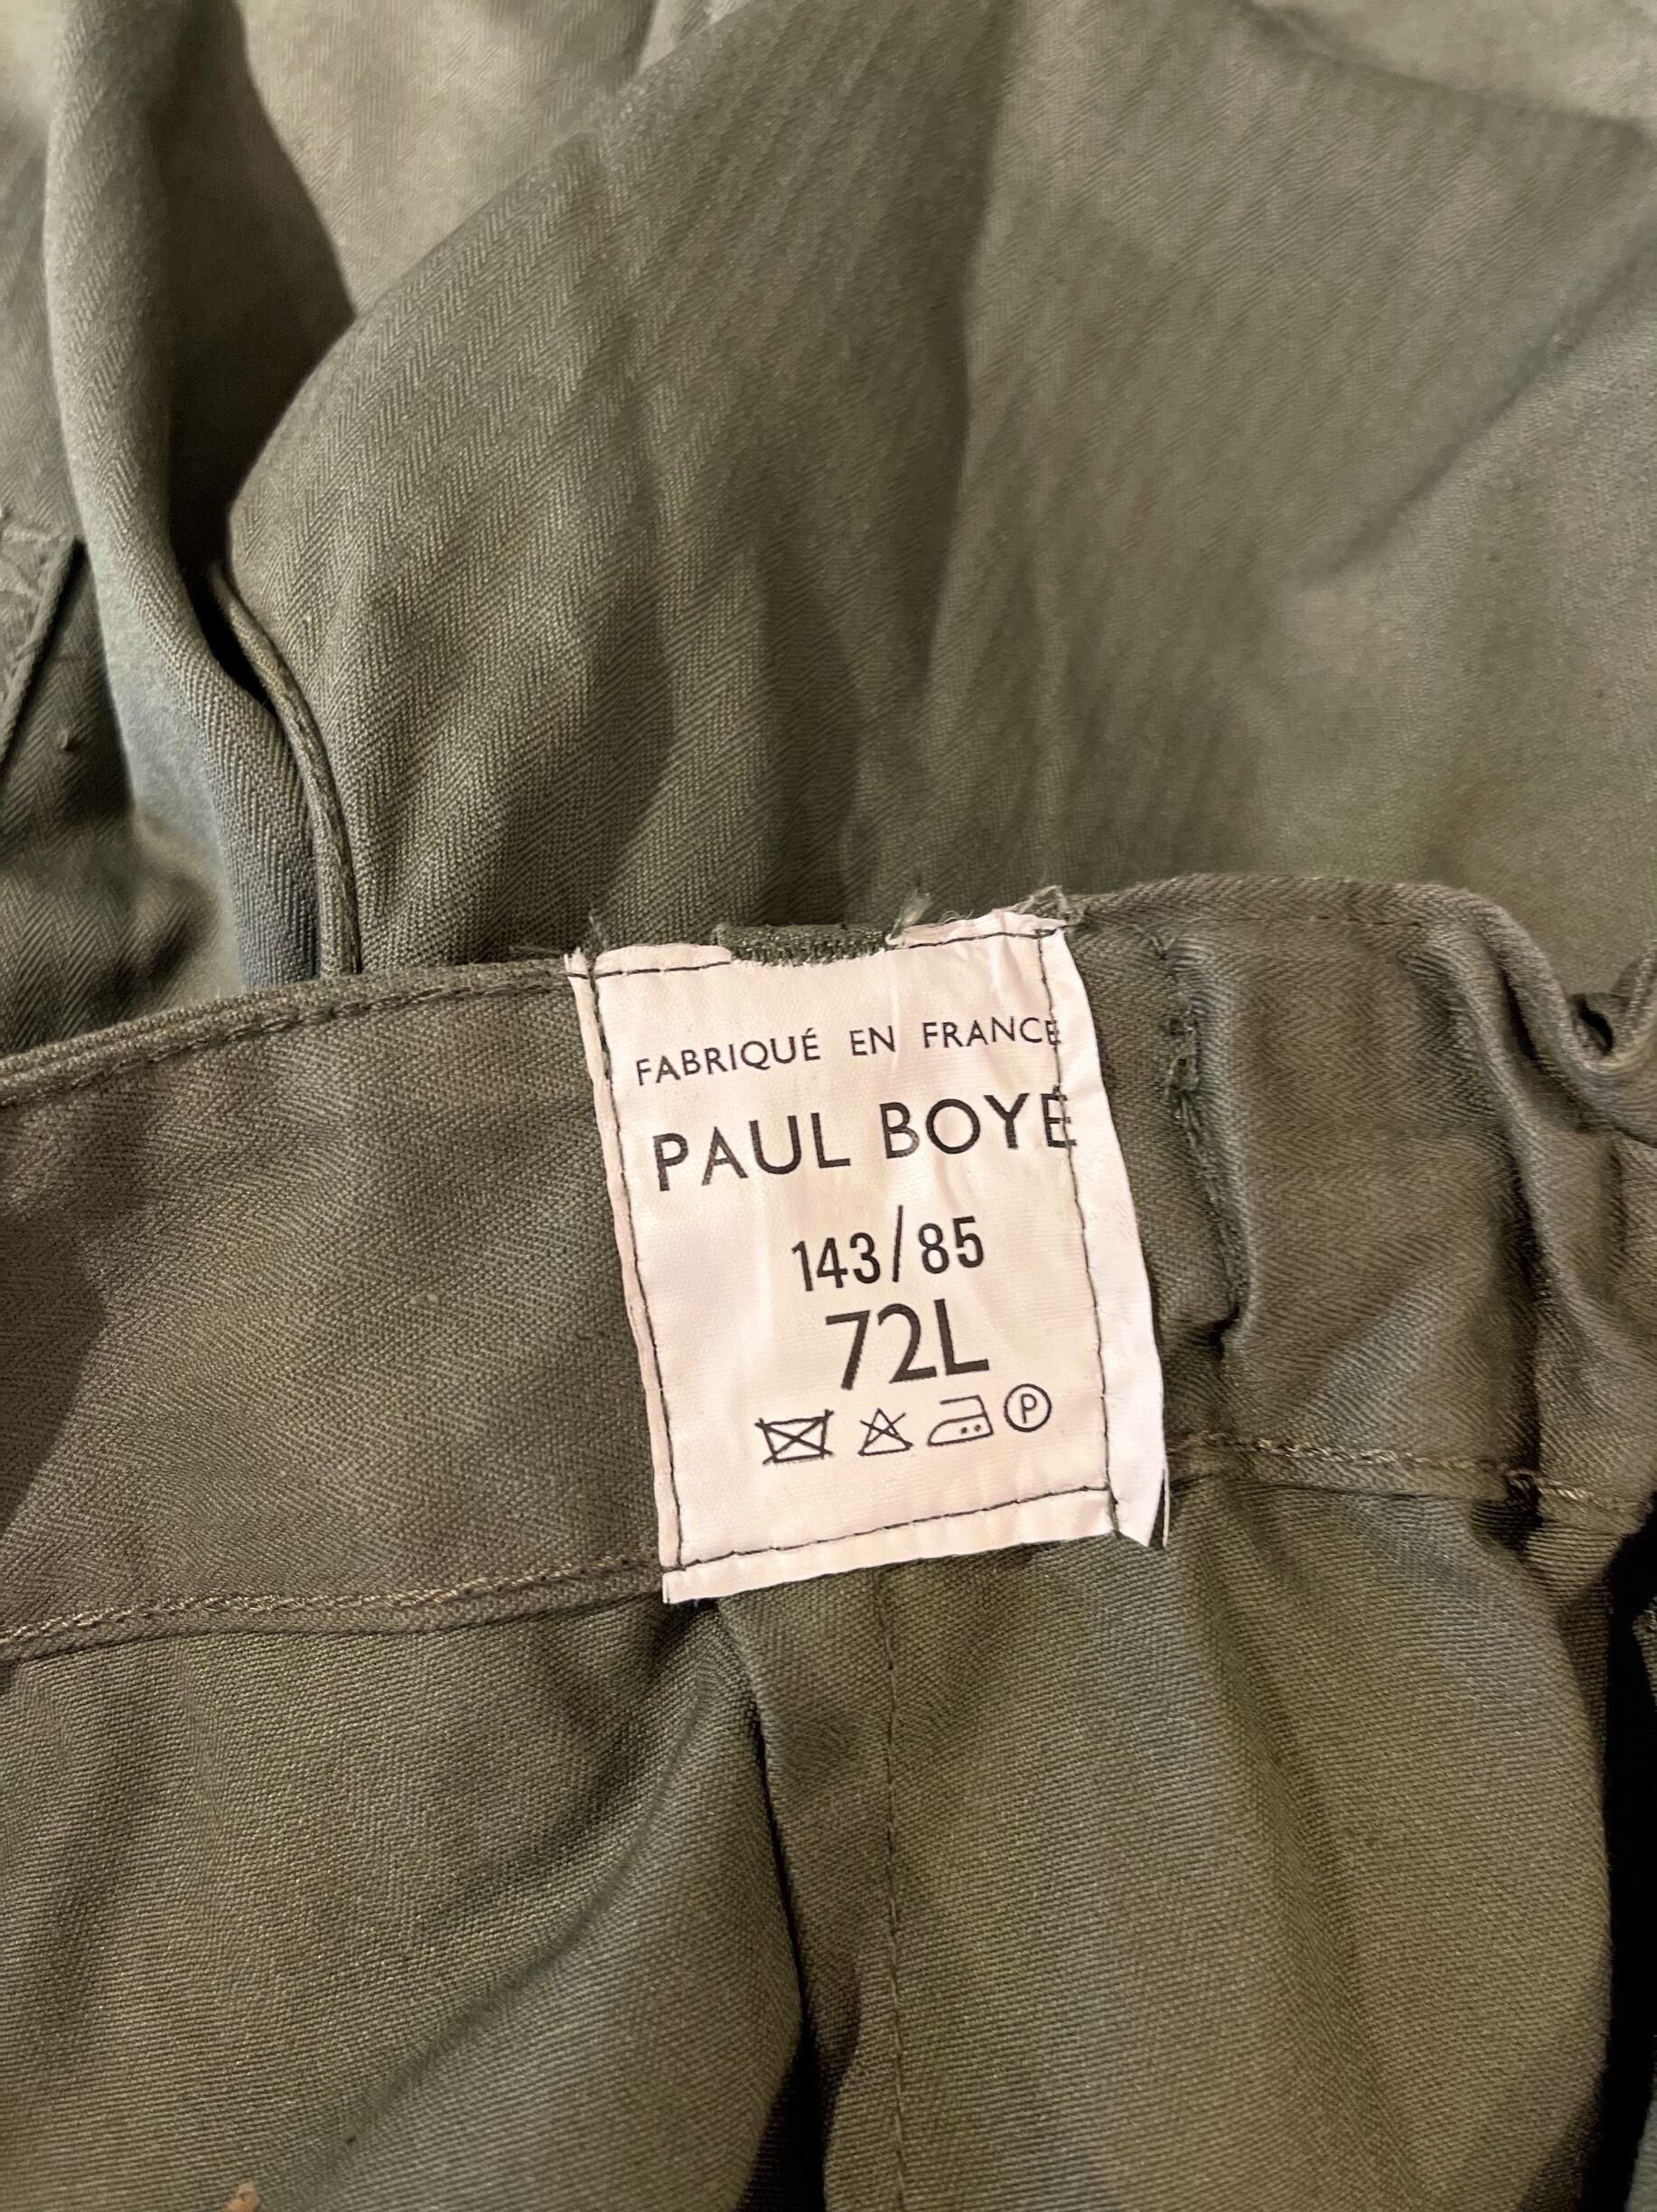 FABRIQUÉ EN FRANCE
PAUL BOYÉ
143/85
72L
P